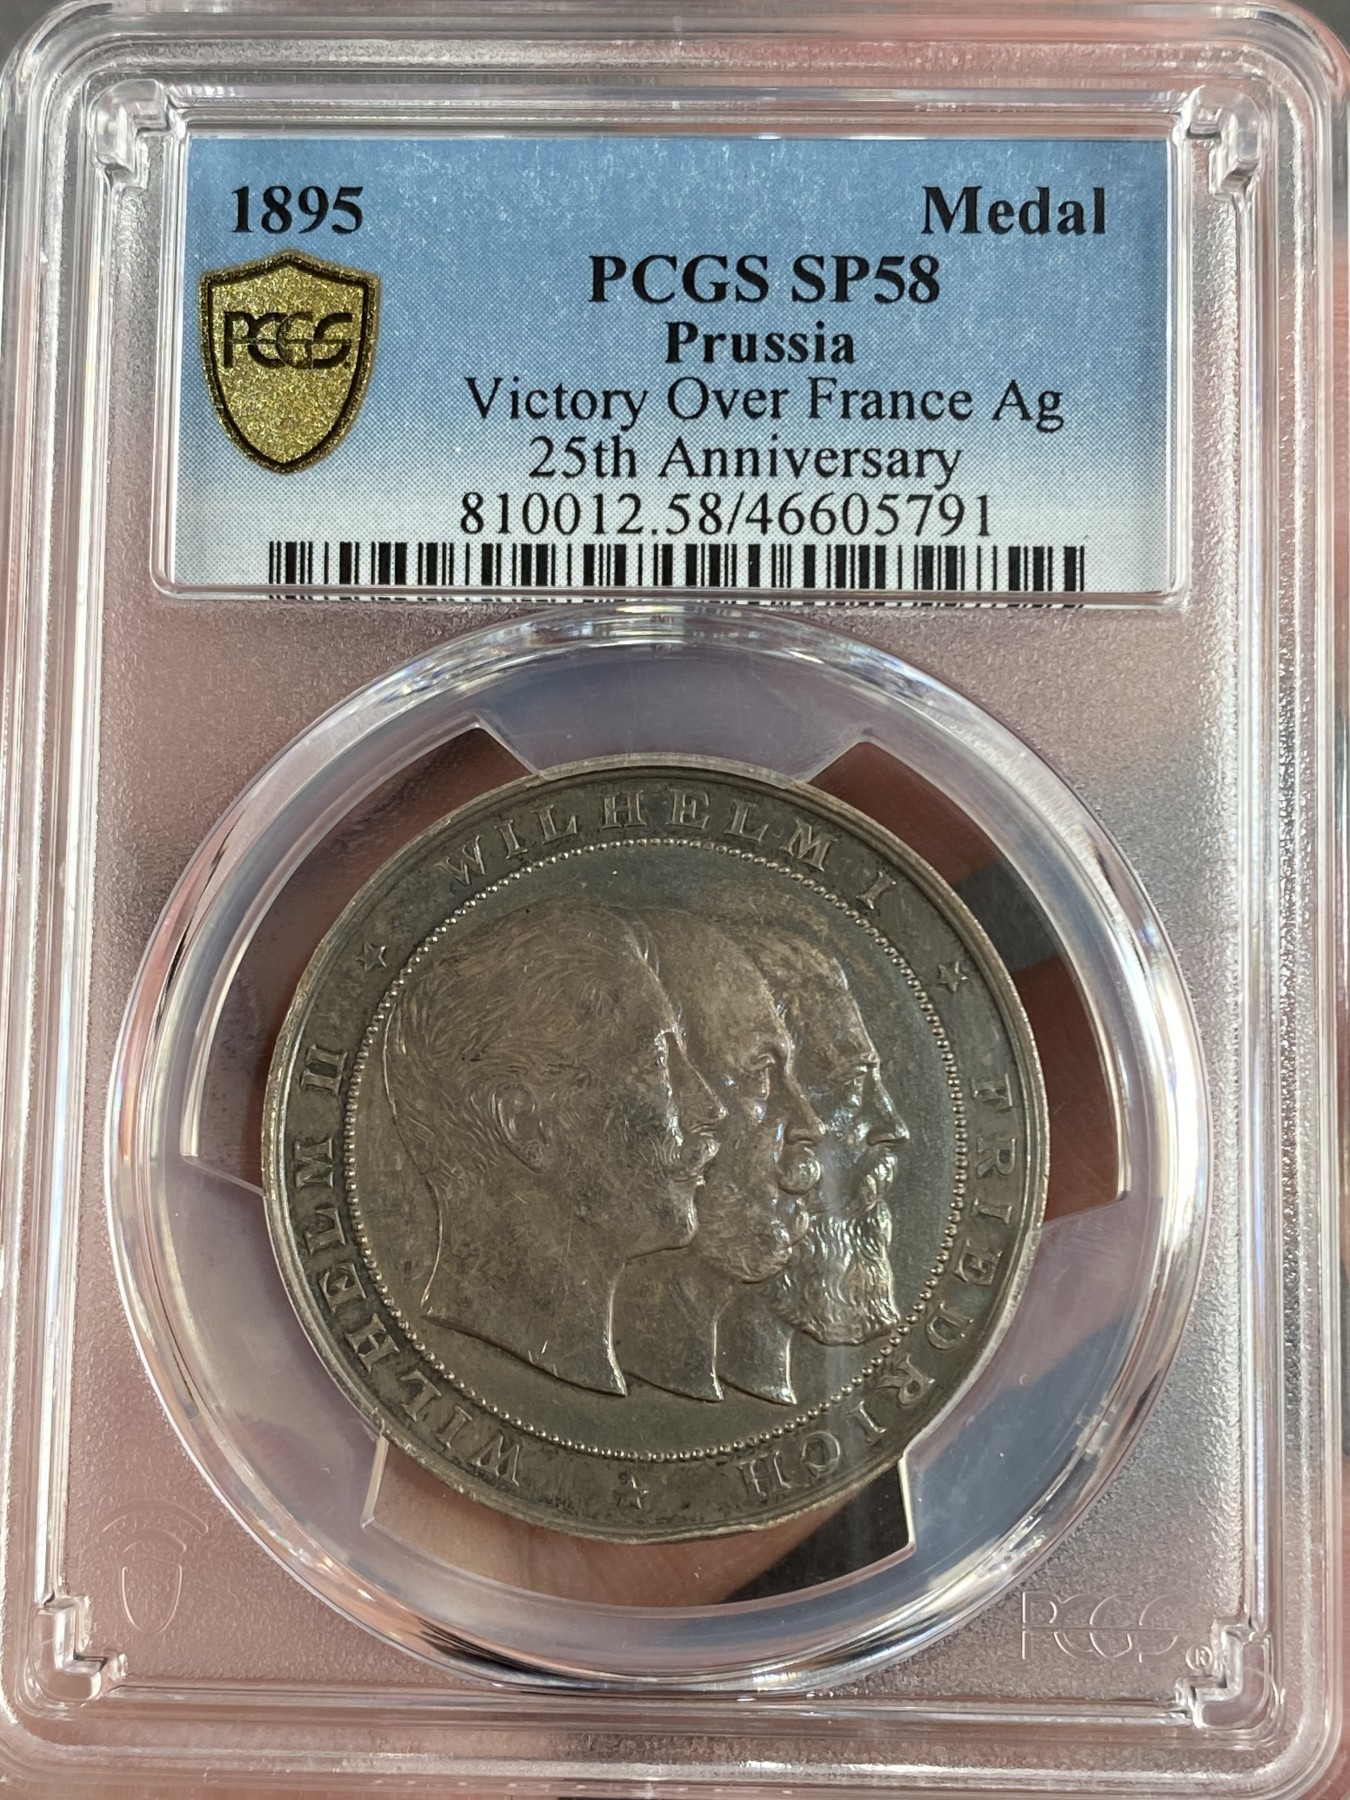 1895 Medal
PCGS SP58
PCGS
Prussia
Victory Over France Ag
25th Anniversary
810012.58/46605791
WILHELM I
FRIEDRICH
WILHELM II
PCGS ®